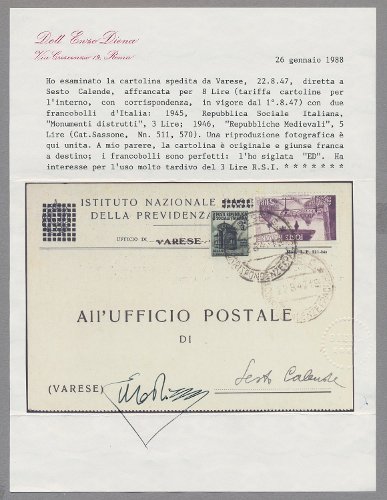 Dott. Enzo Diena
Via Crescenzio 19, Roma
26 gennaio 1988
Ho esaminato la cartolina spedita da Varese, 22.8.47, diretta a
Sesto Calende, affrancata per 8 Lire (tariffa cartoline per
l'interno, con corrispondenza, in vigore dal 1°.8.47) con due
francobolli d'Italia: 1945, Repubblica Sociale Italiana,
"Monumenti distrutti", 3 Lire; 1946, "Repubbliche Medievali", 5
Lire (Cat.Sassone, Nn. 511, 570). Una riproduzione fotografica è
qui unita. A mio parere, la cartolina è originale e giunse franca
a destino; i francobolli sono perfetti: l'ho siglata "ED". Ha
interesse per l'uso molto tardivo del 3 Lire R.S.I. * * * * * * *
ISTITUTO NAZIONALE
DELLA PREVIDENZA
UFFICIO DI VARESE
All'UFFICIO POSTALE
DI
(VARESE)
Sesto Calende